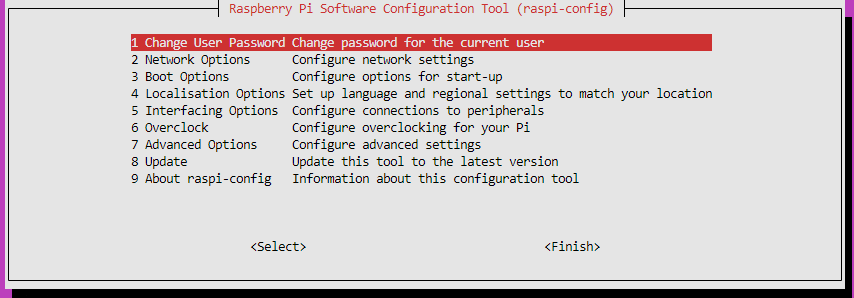 Raspberry Pi Software Configuration Tool (raspi-config)
1 Change User Password Change password for the current user
2 Network Options Configure network settings
3 Boot Options Configure options for start-up
4 Localisation Options Set up language and regional settings to match your location
5 Interfacing Options Configure connections to peripherals
6 Overclock Configure overclocking for your Pi
7 Advanced Options Configure advanced settings
8 Update Update this tool to the latest version
9 About raspi-config Information about this configuration tool
<Select> <Finish>